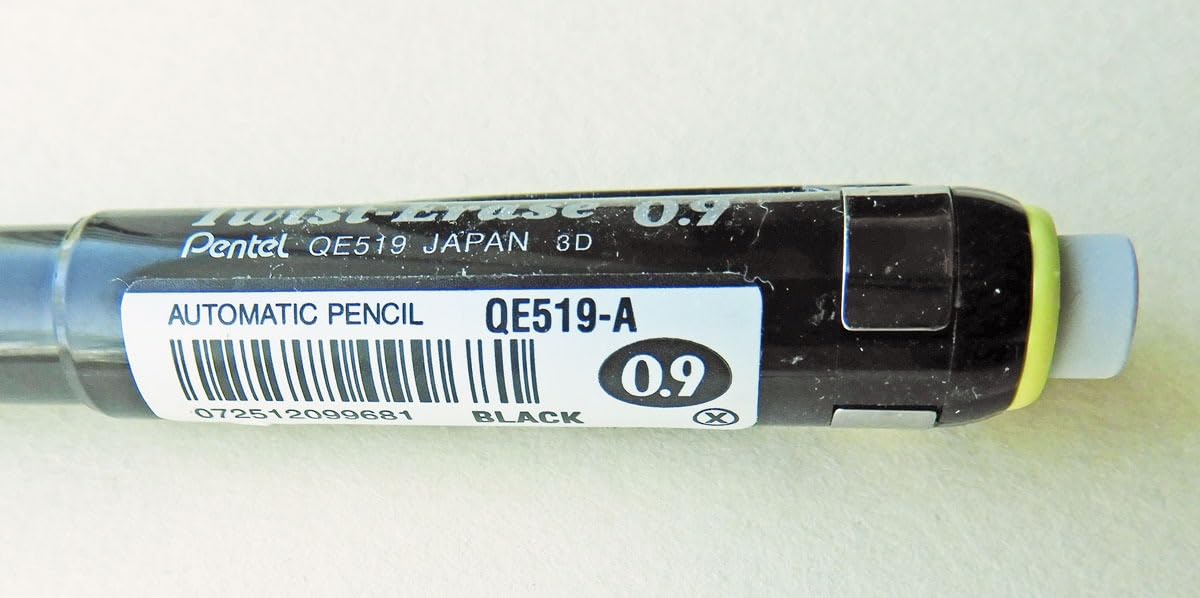 Twist-Erase 0.9
Pentel QE519 JAPAN 3D
AUTOMATIC PENCIL QE519-A
0.9
072512099681 BLACK X